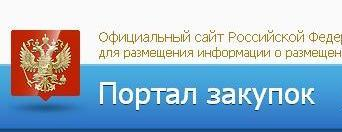 Официальный сайт Российской Федер
для размещения информации о размещен
Портал закупок